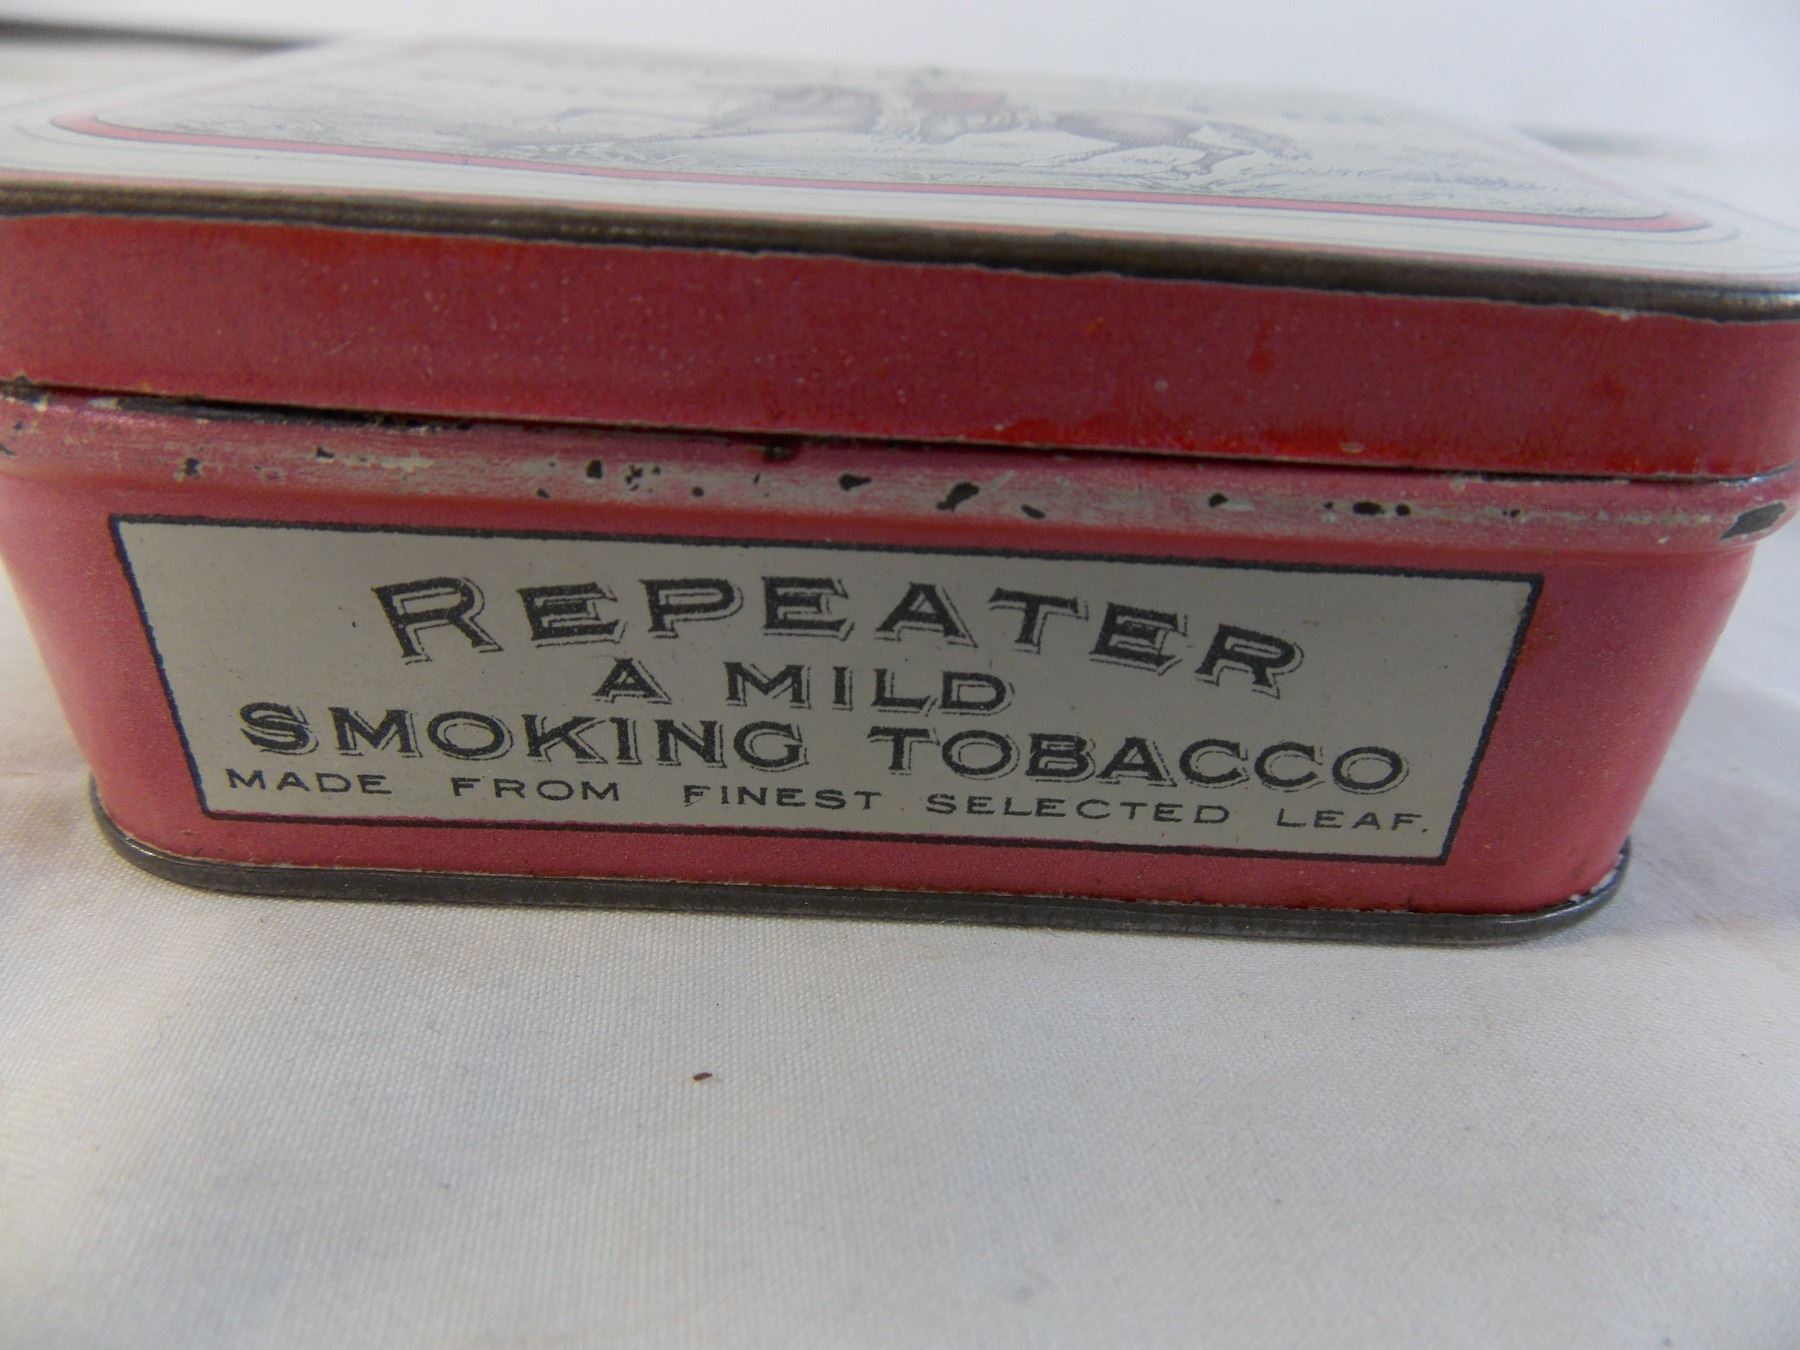 REPEATER
A MILD
SMOKING TOBACCO
MADE FROM FINEST SELECTED LEAF.